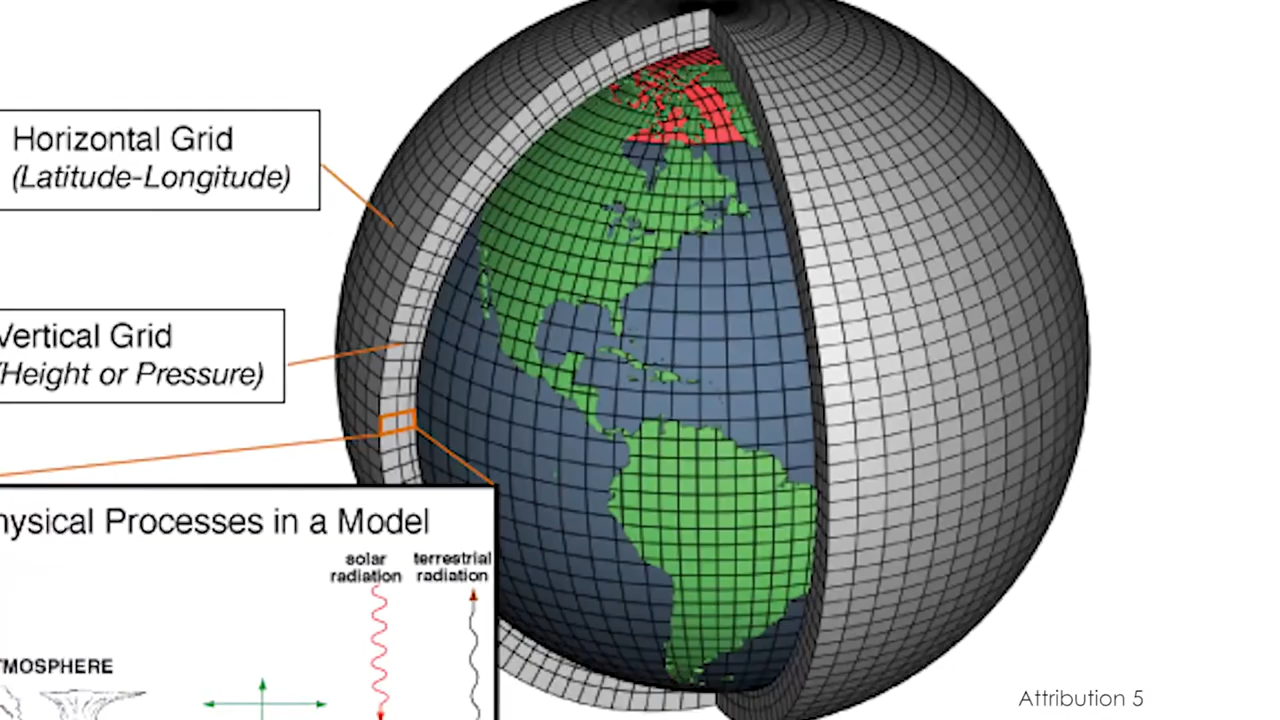 Horizontal Grid
(Latitude-Longitude)
Vertical Grid
(Height or Pressure)
hysical Processes in a Model
solar radiation
terrestrial radiation
TMOSPHERE
Attribution 5